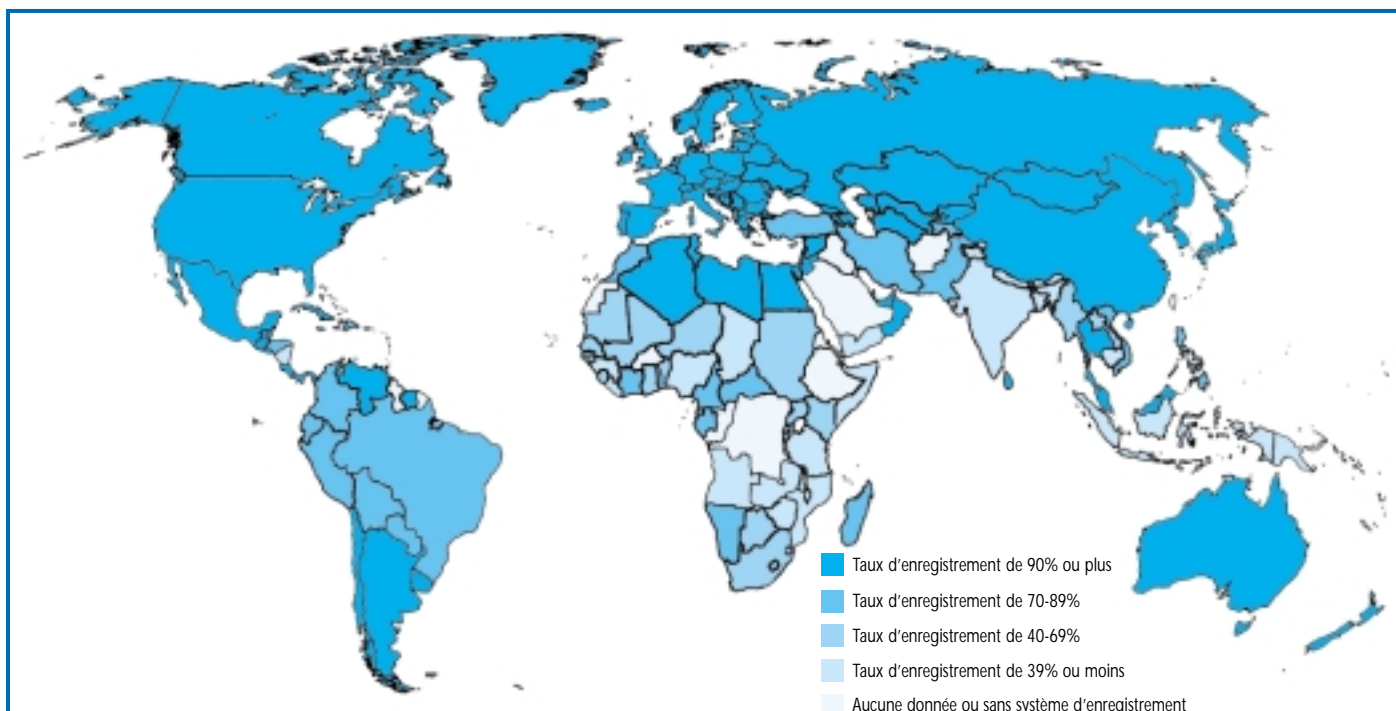 Taux d'enregistrement de 90% ou plus
Taux d'enregistrement de 70-89%
Taux d'enregistrement de 40-69%
Taux d'enregistrement de 39% ou moins
Aucune donnée ou sans système d'enregistrement